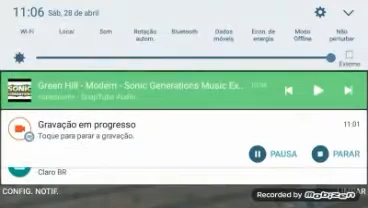 11:06 Sáb, 28 de abril
Wi-Fi Local Som Rotação autom. Bluetooth Dados móveis Econ. de energia Modo Offline Não perturbar
Externo
SONIC
Green Hill - Modern - Sonic Generations Music Ex...
Gravação em progresso 11:01
Toque para parar a gravação.
PAUSA PARAR
Claro BR
CONFIG. NOTIF.
Recorded by Mobizen